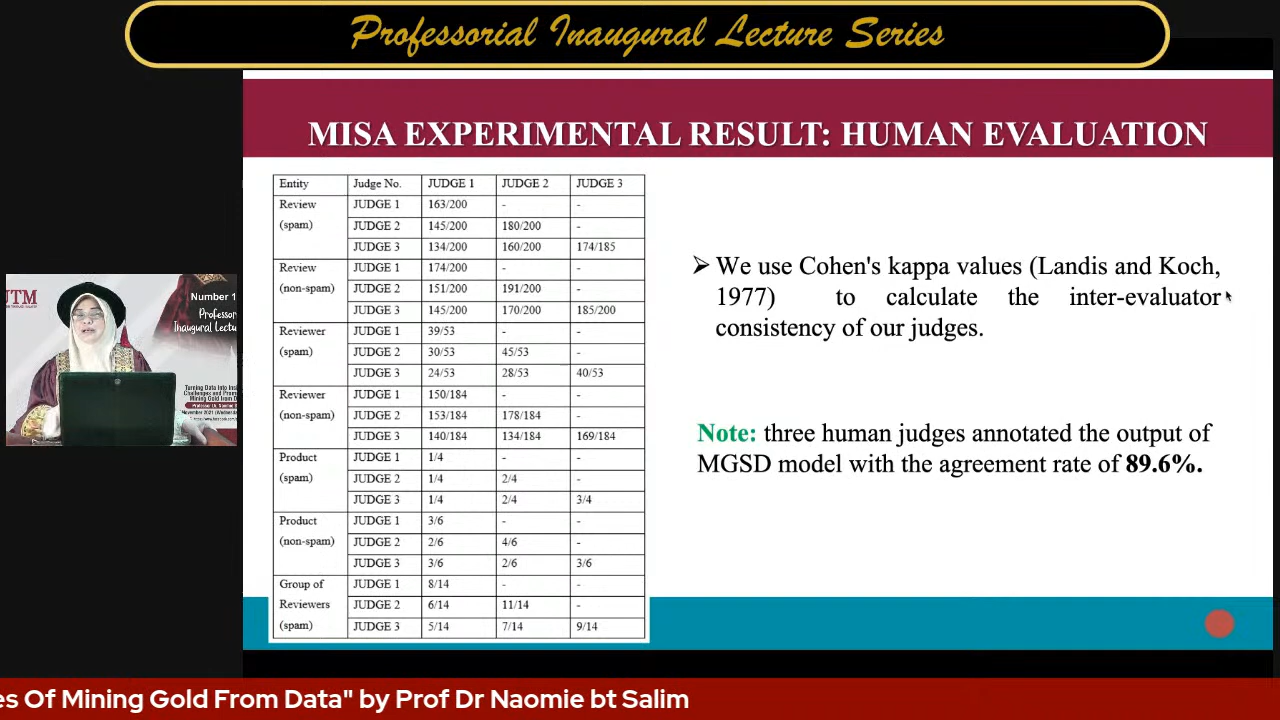 Professorial Inaugural Lecture Series
MISA EXPERIMENTAL RESULT: HUMAN EVALUATION
Entity Judge No. JUDGE 1 JUDGE 2 JUDGE 3
Review JUDGE 1 163/200 - -
(spam) JUDGE 2 145/200 180/200 -
JUDGE 3 134/200 160/200 174/185
Review JUDGE 1 174/200 - -
(non-spam) JUDGE 2 151/200 191/200 -
JUDGE 3 145/200 170/200 185/200
Reviewer JUDGE 1 39/53 - -
(spam) JUDGE 2 30/53 45/53 -
JUDGE 3 24/53 28/53 40/53
Reviewer JUDGE 1 150/184 - -
(non-spam) JUDGE 2 153/184 178/184 -
JUDGE 3 140/184 134/184 169/184
Product JUDGE 1 1/4 - -
(spam) JUDGE 2 1/4 2/4 -
JUDGE 3 1/4 2/4 3/4
Product JUDGE 1 3/6 - -
(non-spam) JUDGE 2 2/6 4/6 -
JUDGE 3 3/6 2/6 3/6
Group of JUDGE 1 8/14 - -
Reviewers JUDGE 2 6/14 11/14 -
(spam) JUDGE 3 5/14 7/14 9/14
➢ We use Cohen's kappa values (Landis and Koch,
1977) to calculate the inter-evaluator
consistency of our judges.
Note: three human judges annotated the output of
MGSD model with the agreement rate of 89.6%.
UTM
Number 1
Professor
Inaugural Lectu
Turning Data Into
Mining Gold from
es Of Mining Gold From Data" by Prof Dr Naomie bt Salim